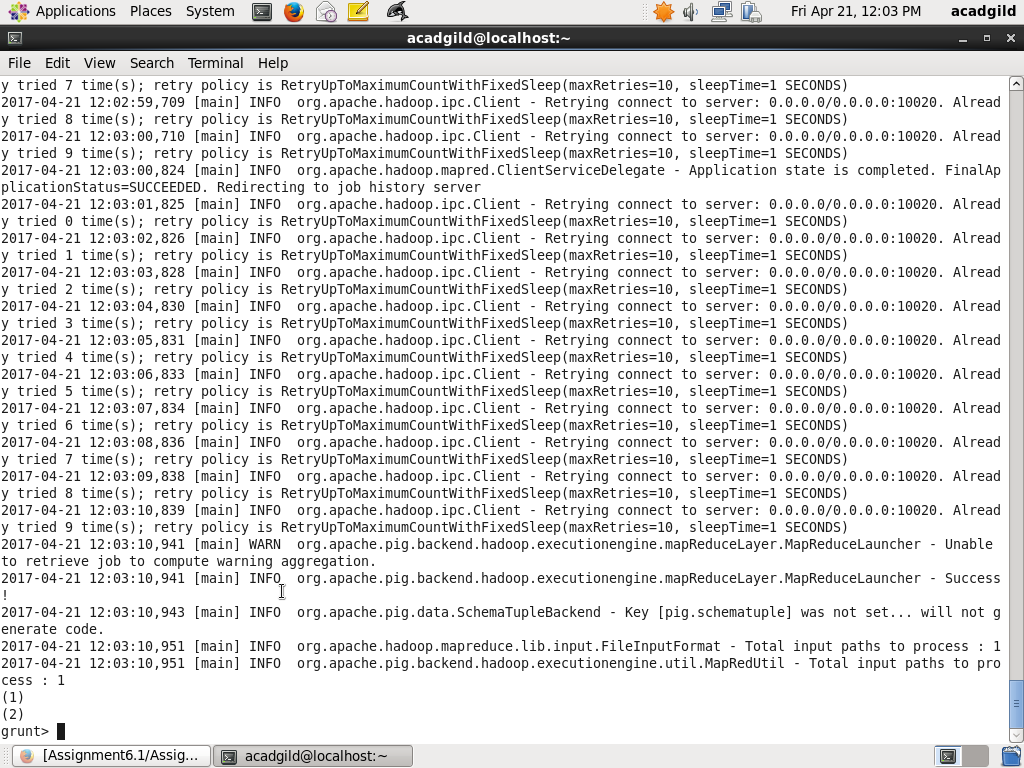 Applications Places System Fri Apr 21, 12:03 PM acadgild
acadgild@localhost:~
File Edit View Search Terminal Help
y tried 7 time(s); retry policy is RetryUpToMaximumCountWithFixedSleep(maxRetries=10, sleepTime=1 SECONDS)
2017-04-21 12:02:59,709 [main] INFO  org.apache.hadoop.ipc.Client - Retrying connect to server: 0.0.0.0/0.0.0.0:10020. Alread
y tried 8 time(s); retry policy is RetryUpToMaximumCountWithFixedSleep(maxRetries=10, sleepTime=1 SECONDS)
2017-04-21 12:03:00,710 [main] INFO  org.apache.hadoop.ipc.Client - Retrying connect to server: 0.0.0.0/0.0.0.0:10020. Alread
y tried 9 time(s); retry policy is RetryUpToMaximumCountWithFixedSleep(maxRetries=10, sleepTime=1 SECONDS)
2017-04-21 12:03:00,824 [main] INFO  org.apache.hadoop.mapred.ClientServiceDelegate - Application state is completed. FinalAp
plicationStatus=SUCCEEDED. Redirecting to job history server
2017-04-21 12:03:01,825 [main] INFO  org.apache.hadoop.ipc.Client - Retrying connect to server: 0.0.0.0/0.0.0.0:10020. Alread
y tried 0 time(s); retry policy is RetryUpToMaximumCountWithFixedSleep(maxRetries=10, sleepTime=1 SECONDS)
2017-04-21 12:03:02,826 [main] INFO  org.apache.hadoop.ipc.Client - Retrying connect to server: 0.0.0.0/0.0.0.0:10020. Alread
y tried 1 time(s); retry policy is RetryUpToMaximumCountWithFixedSleep(maxRetries=10, sleepTime=1 SECONDS)
2017-04-21 12:03:03,828 [main] INFO  org.apache.hadoop.ipc.Client - Retrying connect to server: 0.0.0.0/0.0.0.0:10020. Alread
y tried 2 time(s); retry policy is RetryUpToMaximumCountWithFixedSleep(maxRetries=10, sleepTime=1 SECONDS)
2017-04-21 12:03:04,830 [main] INFO  org.apache.hadoop.ipc.Client - Retrying connect to server: 0.0.0.0/0.0.0.0:10020. Alread
y tried 3 time(s); retry policy is RetryUpToMaximumCountWithFixedSleep(maxRetries=10, sleepTime=1 SECONDS)
2017-04-21 12:03:05,831 [main] INFO  org.apache.hadoop.ipc.Client - Retrying connect to server: 0.0.0.0/0.0.0.0:10020. Alread
y tried 4 time(s); retry policy is RetryUpToMaximumCountWithFixedSleep(maxRetries=10, sleepTime=1 SECONDS)
2017-04-21 12:03:06,833 [main] INFO  org.apache.hadoop.ipc.Client - Retrying connect to server: 0.0.0.0/0.0.0.0:10020. Alread
y tried 5 time(s); retry policy is RetryUpToMaximumCountWithFixedSleep(maxRetries=10, sleepTime=1 SECONDS)
2017-04-21 12:03:07,834 [main] INFO  org.apache.hadoop.ipc.Client - Retrying connect to server: 0.0.0.0/0.0.0.0:10020. Alread
y tried 6 time(s); retry policy is RetryUpToMaximumCountWithFixedSleep(maxRetries=10, sleepTime=1 SECONDS)
2017-04-21 12:03:08,836 [main] INFO  org.apache.hadoop.ipc.Client - Retrying connect to server: 0.0.0.0/0.0.0.0:10020. Alread
y tried 7 time(s); retry policy is RetryUpToMaximumCountWithFixedSleep(maxRetries=10, sleepTime=1 SECONDS)
2017-04-21 12:03:09,838 [main] INFO  org.apache.hadoop.ipc.Client - Retrying connect to server: 0.0.0.0/0.0.0.0:10020. Alread
y tried 8 time(s); retry policy is RetryUpToMaximumCountWithFixedSleep(maxRetries=10, sleepTime=1 SECONDS)
2017-04-21 12:03:10,839 [main] INFO  org.apache.hadoop.ipc.Client - Retrying connect to server: 0.0.0.0/0.0.0.0:10020. Alread
y tried 9 time(s); retry policy is RetryUpToMaximumCountWithFixedSleep(maxRetries=10, sleepTime=1 SECONDS)
2017-04-21 12:03:10,941 [main] WARN  org.apache.pig.backend.hadoop.executionengine.mapReduceLayer.MapReduceLauncher - Unable
to retrieve job to compute warning aggregation.
2017-04-21 12:03:10,941 [main] INFO  org.apache.pig.backend.hadoop.executionengine.mapReduceLayer.MapReduceLauncher - Success
!
2017-04-21 12:03:10,943 [main] INFO  org.apache.pig.data.SchemaTupleBackend - Key [pig.schematuple] was not set... will not g
enerate code.
2017-04-21 12:03:10,951 [main] INFO  org.apache.hadoop.mapreduce.lib.input.FileInputFormat - Total input paths to process : 1
2017-04-21 12:03:10,951 [main] INFO  org.apache.pig.backend.hadoop.executionengine.util.MapRedUtil - Total input paths to pro
cess : 1
(1)
(2)
grunt>
[Assignment6.1/Assig... acadgild@localhost:~